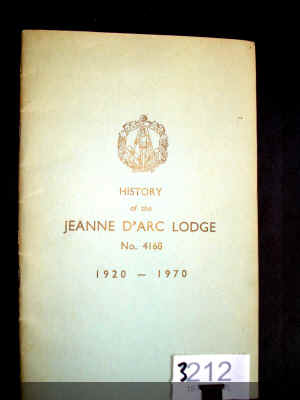 HISTORY
of the
JEANNE D'ARC LODGE
No. 4168
1920 — 1970
3212